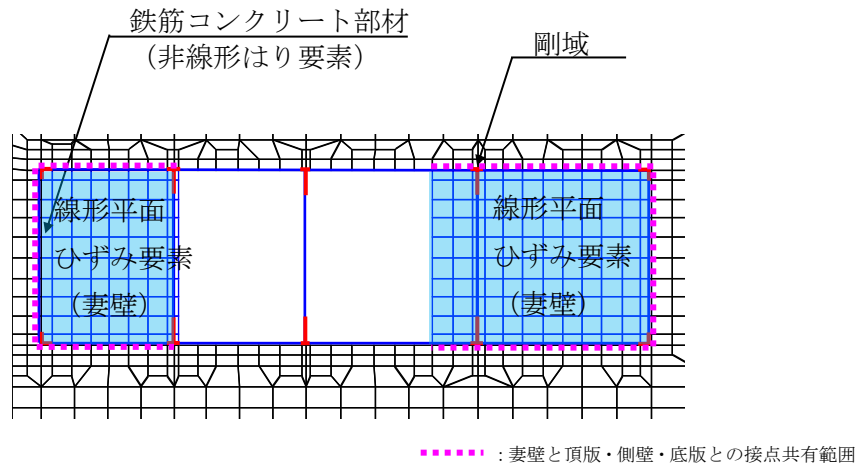 鉄筋コンクリート部材
（非線形はり要素）
剛域
線形平面
ひずみ要素
（妻壁）
線形平面
ひずみ要素
（妻壁）
：妻壁と頂版・側壁・底版との接点共有範囲